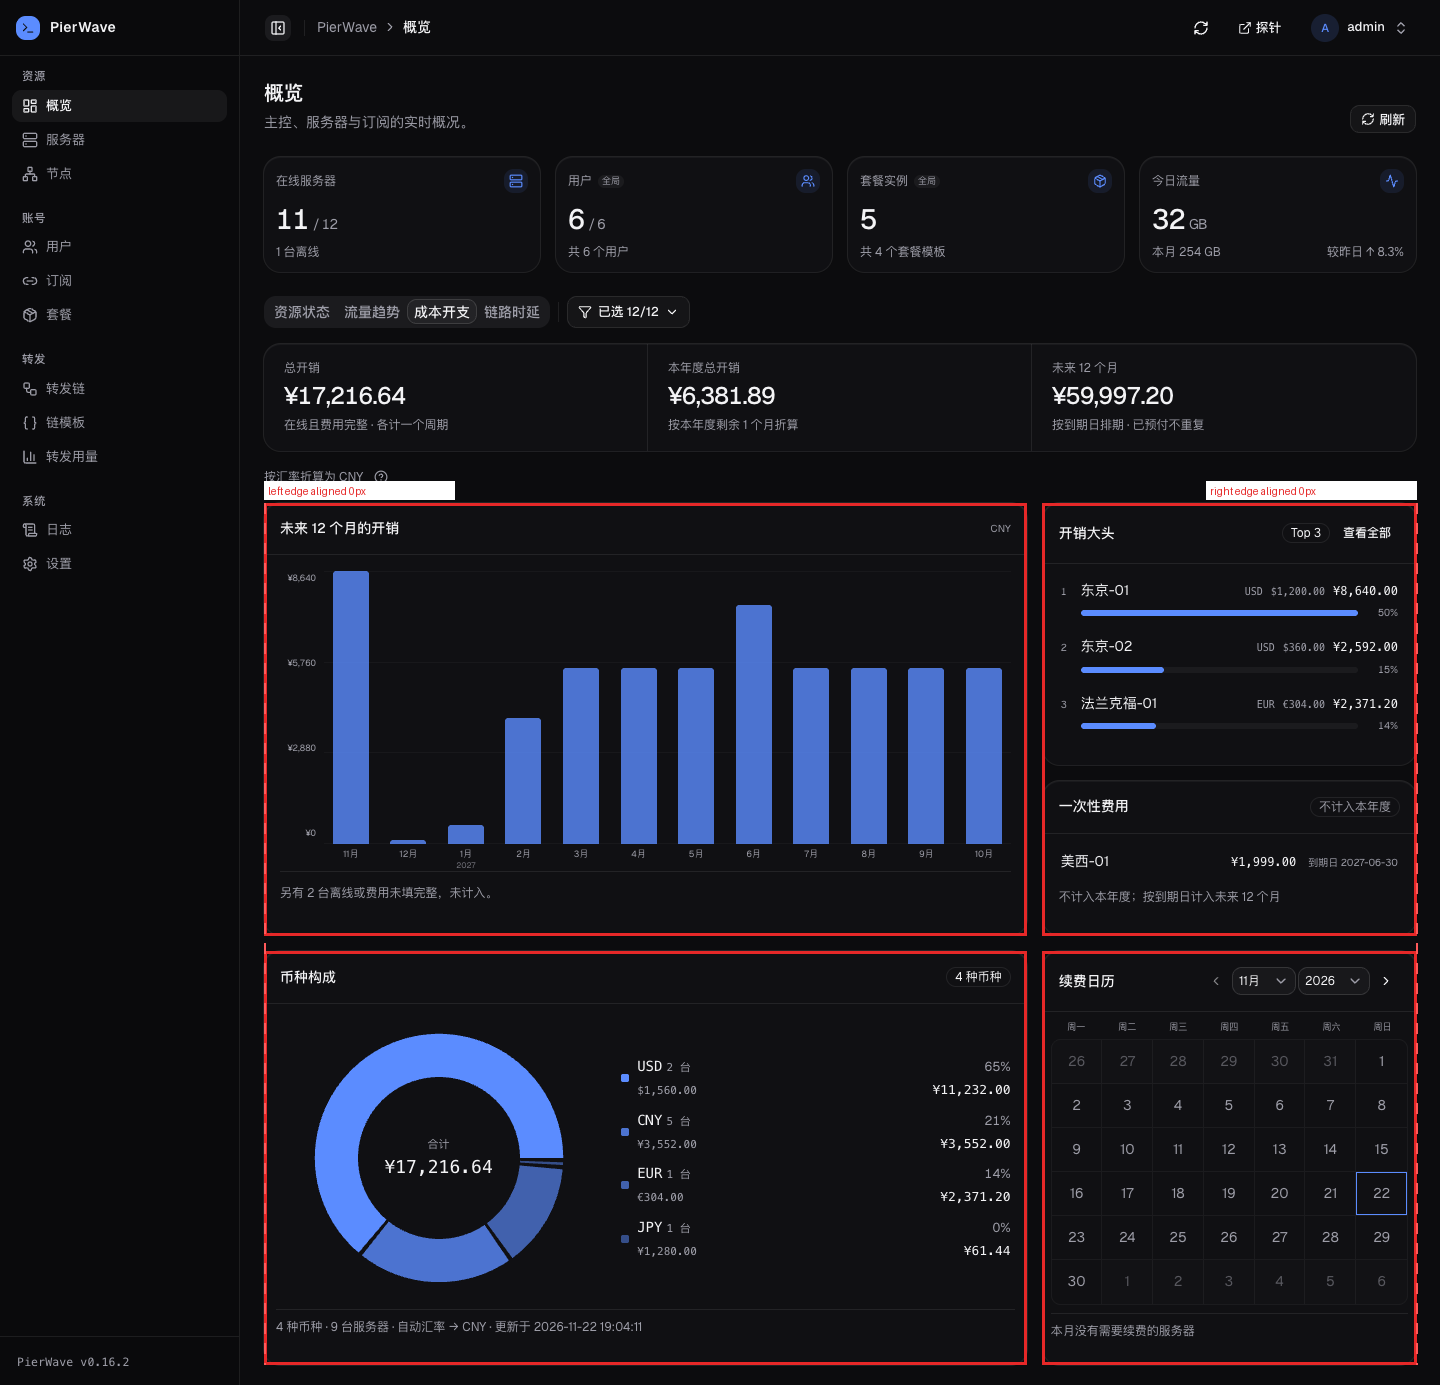 PierWave
PierWave › 概览
探针
A
admin
资源
概览
服务器
节点
账号
用户
订阅
套餐
转发
转发链
链模板
转发用量
系统
日志
设置
PierWave v0.16.2
概览
主控、服务器与订阅的实时概况。
刷新
在线服务器
11 / 12
1 台离线
用户 全局
6 / 6
共 6 个用户
套餐实例 全局
5
共 4 个套餐模板
今日流量
32 GB
本月 254 GB
较昨日 ↑ 8.3%
资源状态 流量趋势 成本开支 链路时延
已选 12/12
总开销
¥17,216.64
在线且费用完整 · 各计一个周期
本年度总开销
¥6,381.89
按本年度剩余 1 个月折算
未来 12 个月
¥59,997.20
按到期日排期 · 已预付不重复
按汇率折算为 CNY
left edge aligned 0px
right edge aligned 0px
未来 12 个月的开销
CNY
¥8,640
¥5,760
¥2,880
¥0
11月 12月 1月 2月 3月 4月 5月 6月 7月 8月 9月 10月
2027
另有 2 台离线或费用未填完整，未计入。
开销大头
Top 3
查看全部
1 东京-01 USD $1,200.00 ¥8,640.00
50%
2 东京-02 USD $360.00 ¥2,592.00
15%
3 法兰克福-01 EUR €304.00 ¥2,371.20
14%
一次性费用
不计入本年度
美西-01 ¥1,999.00 到期日 2027-06-30
不计入本年度；按到期日计入未来 12 个月
币种构成
4 种币种
合计
¥17,216.64
USD 2 台 65%
$1,560.00 ¥11,232.00
CNY 5 台 21%
¥3,552.00 ¥3,552.00
EUR 1 台 14%
€304.00 ¥2,371.20
JPY 1 台 0%
¥1,280.00 ¥61.44
4 种币种 · 9 台服务器 · 自动汇率 → CNY · 更新于 2026-11-22 19:04:11
续费日历
11月
2026
周一 周二 周三 周四 周五 周六 周日
26 27 28 29 30 31 1
2 3 4 5 6 7 8
9 10 11 12 13 14 15
16 17 18 19 20 21 22
23 24 25 26 27 28 29
30 1 2 3 4 5 6
本月没有需要续费的服务器